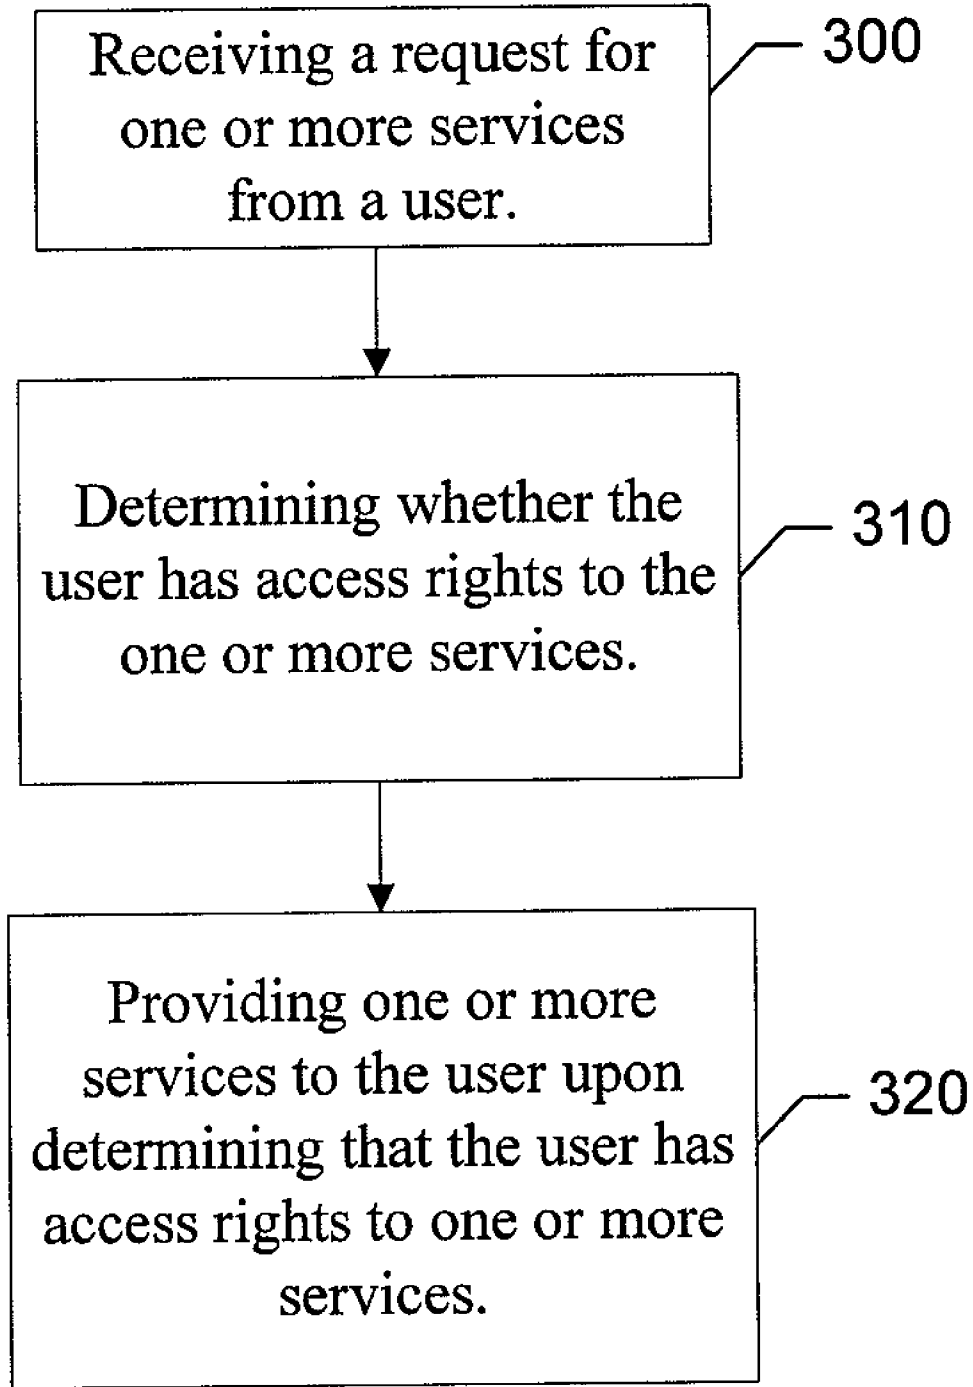 Receiving a request for
one or more services
from a user.
300
Determining whether the
user has access rights to the
one or more services.
310
Providing one or more
services to the user upon
determining that the user has
access rights to one or more
services.
320